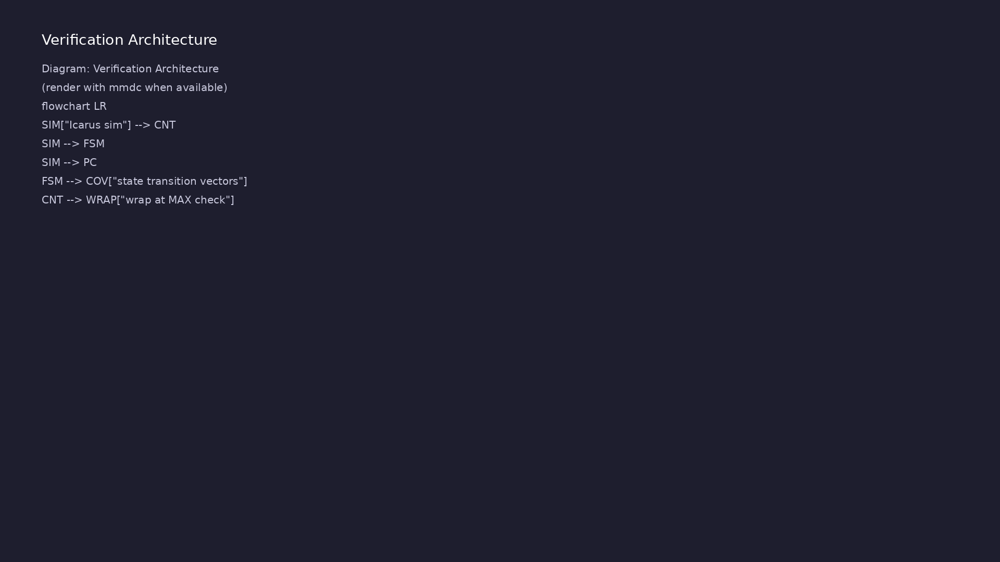 Verification Architecture
Diagram: Verification Architecture
(render with mmdc when available)
flowchart LR
SIM["Icarus sim"] --> CNT
SIM --> FSM
SIM --> PC
FSM --> COV["state transition vectors"]
CNT --> WRAP["wrap at MAX check"]